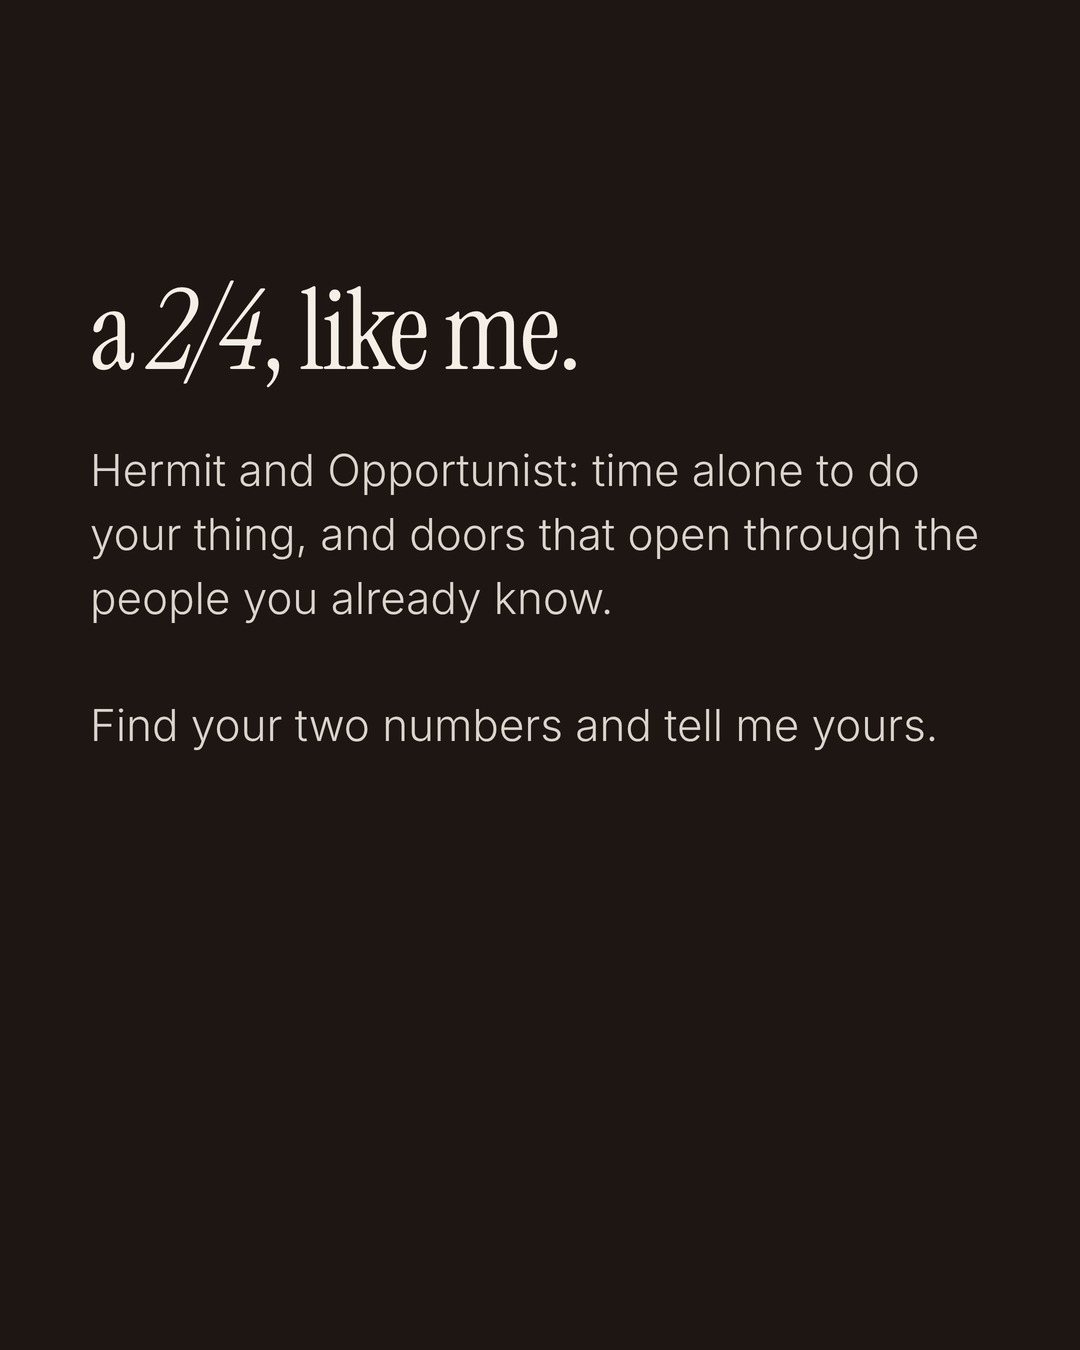 a 2/4, like me.
Hermit and Opportunist: time alone to do
your thing, and doors that open through the
people you already know.
Find your two numbers and tell me yours.